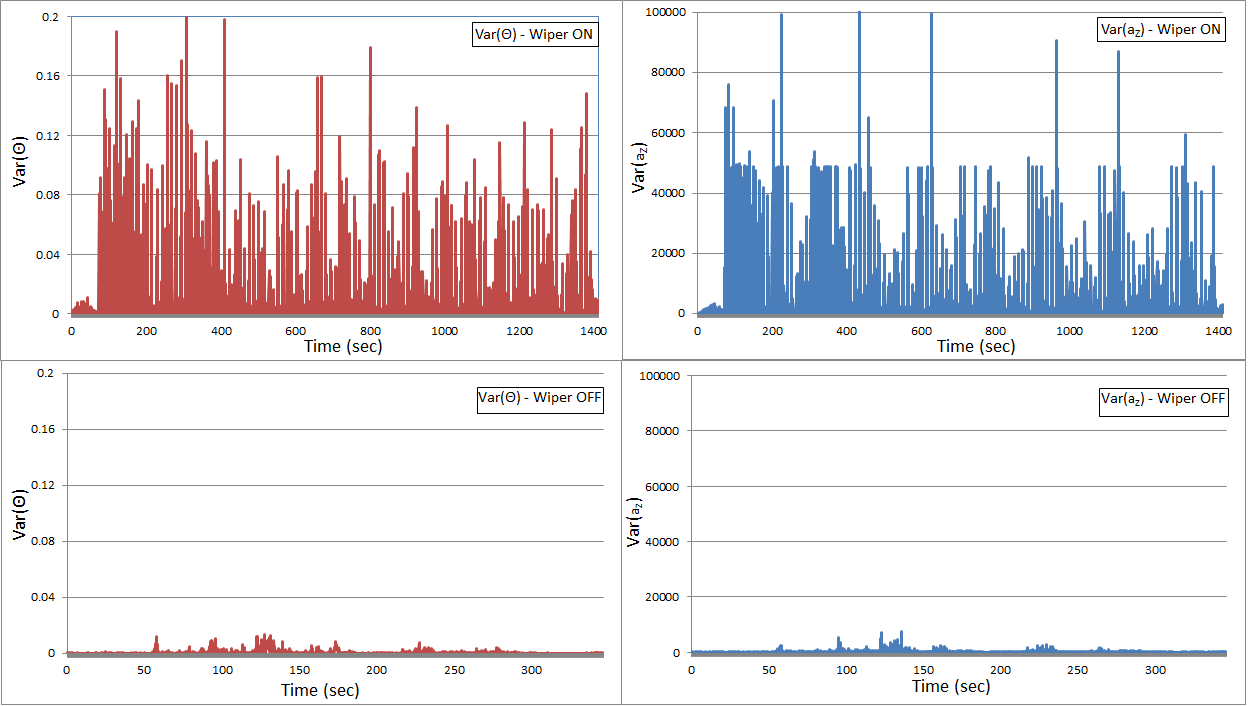 Var(Θ) - Wiper ON
Var(Θ)
0.2
0.16
0.12
0.08
0.04
0
0 200 400 600 800 1000 1200 1400
Time (sec)
Var(az) - Wiper ON
Var(az)
100000
80000
60000
40000
20000
0
0 200 400 600 800 1000 1200 1400
Time (sec)
Var(Θ) - Wiper OFF
Var(Θ)
0.2
0.16
0.12
0.08
0.04
0
0 50 100 150 200 250 300
Time (sec)
Var(az) - Wiper OFF
Var(az)
100000
80000
60000
40000
20000
0
0 50 100 150 200 250 300
Time (sec)